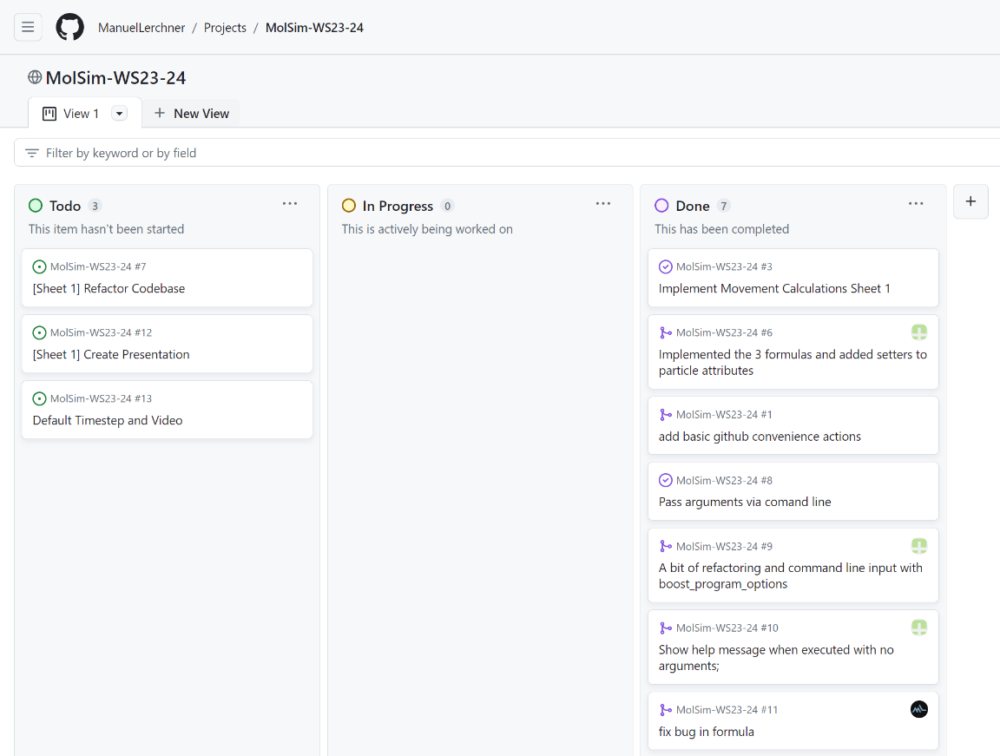 ManuelLerchner / Projects / MolSim-WS23-24
MolSim-WS23-24
View 1
New View
Filter by keyword or by field
Todo 3
This item hasn't been started
MolSim-WS23-24 #7
[Sheet 1] Refactor Codebase
MolSim-WS23-24 #12
[Sheet 1] Create Presentation
MolSim-WS23-24 #13
Default Timestep and Video
In Progress 0
This is actively being worked on
Done 7
This has been completed
MolSim-WS23-24 #3
Implement Movement Calculations Sheet 1
MolSim-WS23-24 #6
Implemented the 3 formulas and added setters to
particle attributes
MolSim-WS23-24 #1
add basic github convenience actions
MolSim-WS23-24 #8
Pass arguments via comand line
MolSim-WS23-24 #9
A bit of refactoring and command line input with
boost_program_options
MolSim-WS23-24 #10
Show help message when executed with no
arguments;
MolSim-WS23-24 #11
fix bug in formula